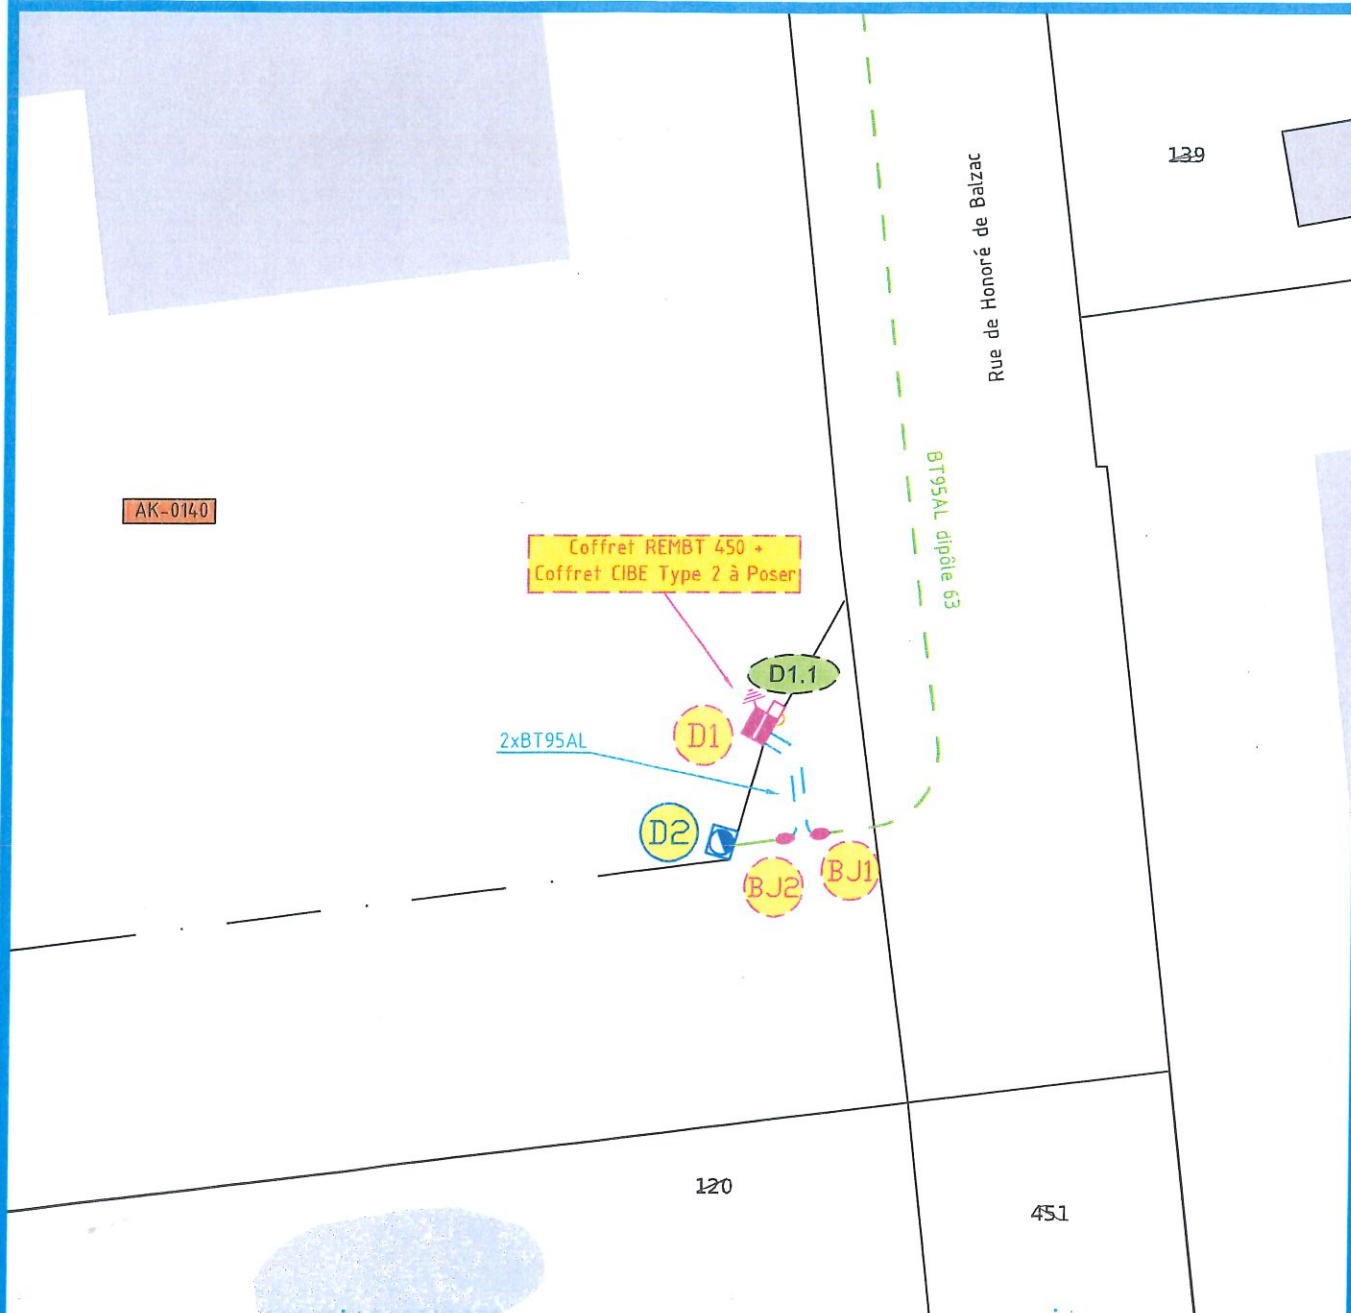 139
Rue de Honoré de Balzac
BT95AL dipôle 63
AK-0140
Coffret REMBT 450 +
Coffret CIBE Type 2 à Poser
D1.1
D1
2xBT95AL
D2
BJ2
BJ1
120
451